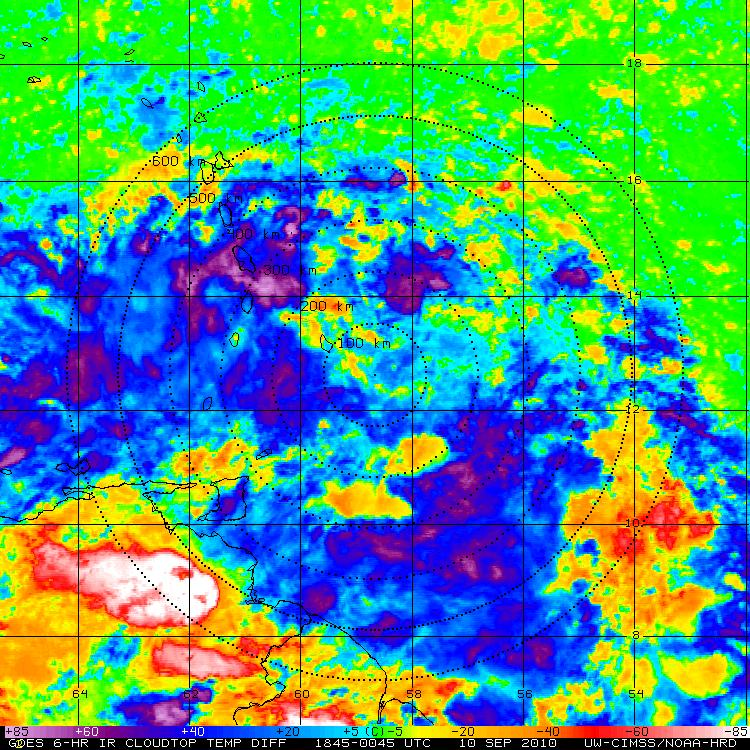 18
600 km
16
500 km
400 km
300 km
14
200 km
100 km
12
10
8
64 62 60 58 56 54
+85 +60 +40 +20 +5 (C) -5 -20 -40 -60 -85
GOES 6-HR IR CLOUDTOP TEMP DIFF 1845-0045 UTC 10 SEP 2010 UW-CIMSS/NOAA-HRD